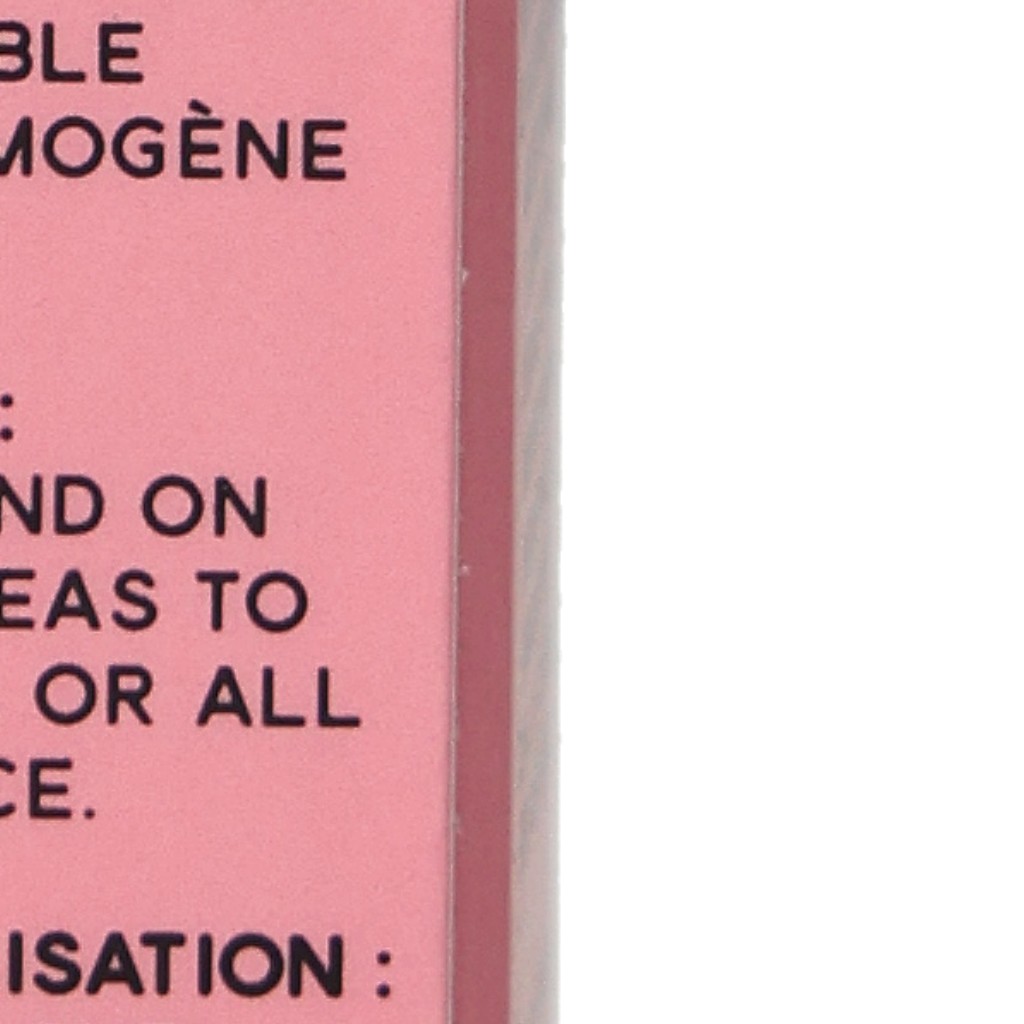 BLE
MOGÈNE
:
ND ON
EAS TO
OR ALL
CE.
ISATION :